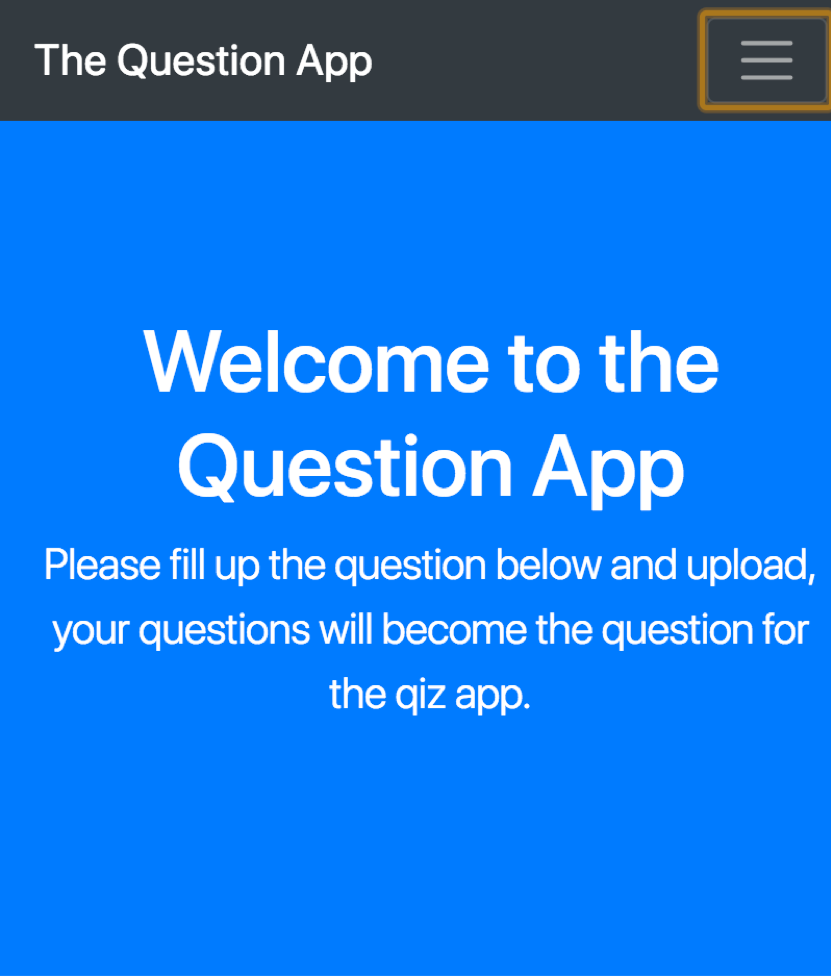 The Question App
Welcome to the
Question App
Please fill up the question below and upload,
your questions will become the question for
the qiz app.